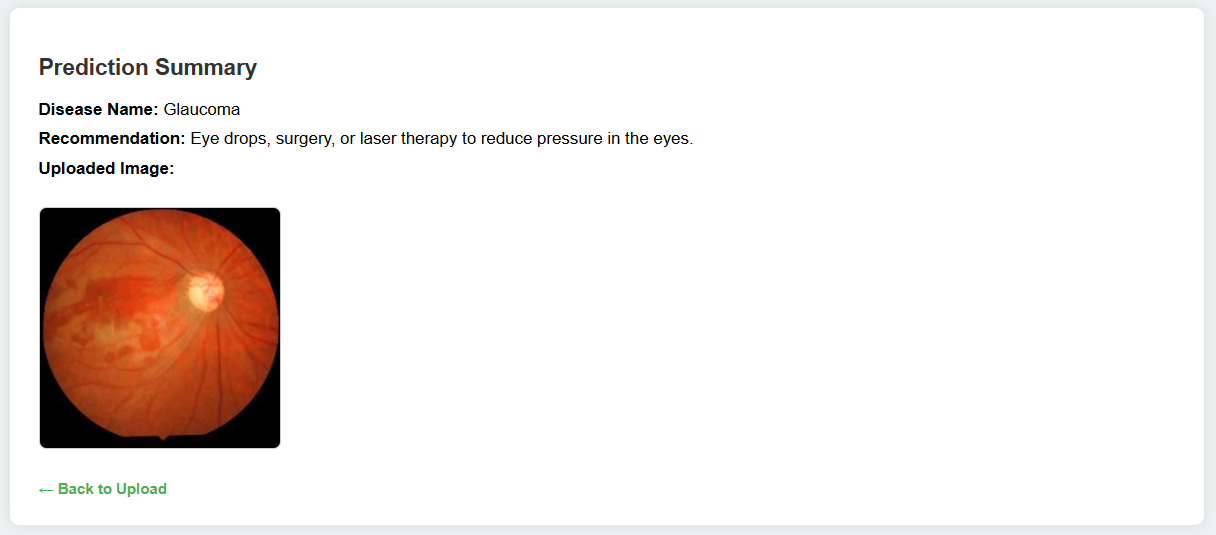 Prediction Summary
Disease Name: Glaucoma
Recommendation: Eye drops, surgery, or laser therapy to reduce pressure in the eyes.
Uploaded Image:
← Back to Upload